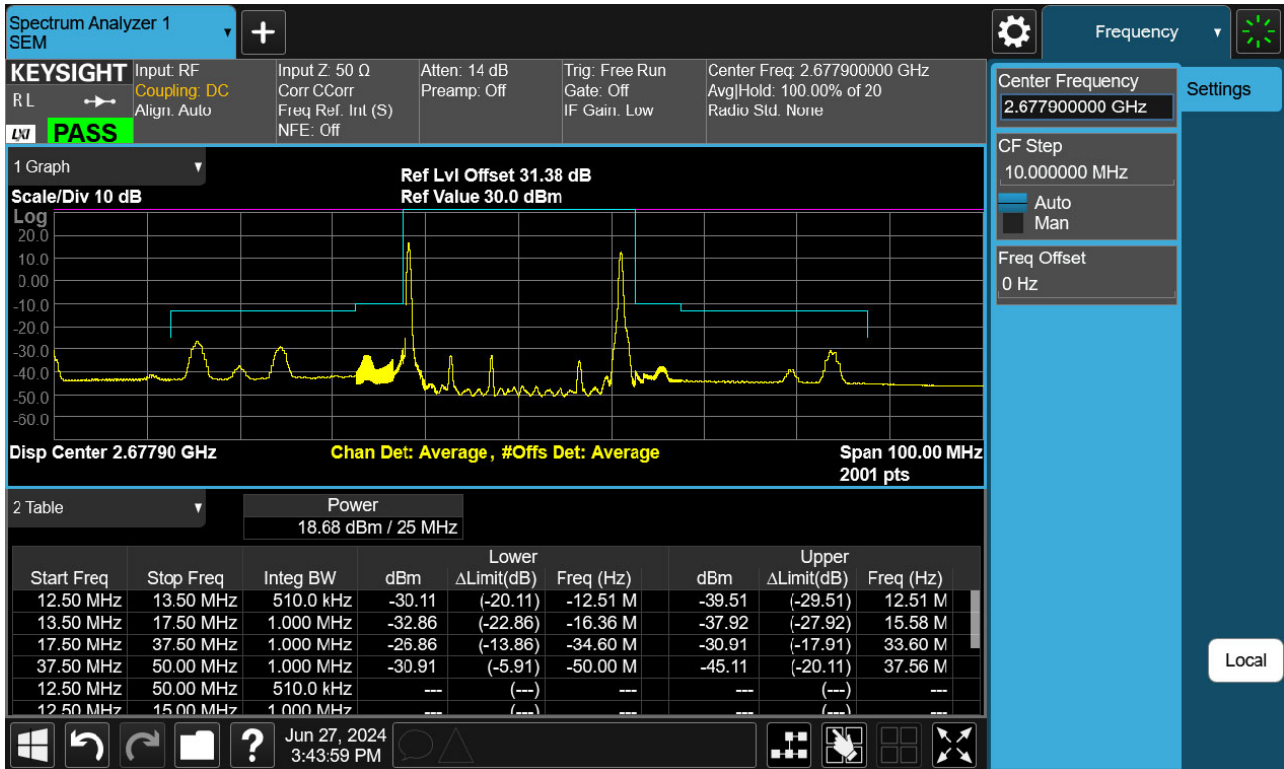 Spectrum Analyzer 1
SEM
Frequency
KEYSIGHT
R L
LXI
PASS
Input: RF
Coupling: DC
Align: Auto
Input Z: 50 Ω
Corr CCorr
Freq Ref: Int (S)
NFE: Off
Atten: 14 dB
Preamp: Off
Trig: Free Run
Gate: Off
IF Gain: Low
Center Freq: 2.677900000 GHz
Avg|Hold: 100.00% of 20
Radio Std: None
Center Frequency
2.677900000 GHz
Settings
CF Step
10.000000 MHz
Auto
Man
Freq Offset
0 Hz
Local
1 Graph
Ref Lvl Offset 31.38 dB
Scale/Div 10 dB
Ref Value 30.0 dBm
Log
20.0
10.0
0.00
-10.0
-20.0
-30.0
-40.0
-50.0
-60.0
Disp Center 2.67790 GHz
Chan Det: Average , #Offs Det: Average
Span 100.00 MHz
2001 pts
2 Table
Power
18.68 dBm / 25 MHz
Lower Upper
Start Freq Stop Freq Integ BW dBm ΔLimit(dB) Freq (Hz) dBm ΔLimit(dB) Freq (Hz)
12.50 MHz 13.50 MHz 510.0 kHz -30.11 (-20.11) -12.51 M -39.51 (-29.51) 12.51 M
13.50 MHz 17.50 MHz 1.000 MHz -32.86 (-22.86) -16.36 M -37.92 (-27.92) 15.58 M
17.50 MHz 37.50 MHz 1.000 MHz -26.86 (-13.86) -34.60 M -30.91 (-17.91) 33.60 M
37.50 MHz 50.00 MHz 1.000 MHz -30.91 (-5.91) -50.00 M -45.11 (-20.11) 37.56 M
12.50 MHz 50.00 MHz 510.0 kHz --- (---) --- --- (---) ---
12.50 MHz 15.00 MHz 1.000 MHz --- (---) --- --- (---) ---
?
Jun 27, 2024
3:43:59 PM